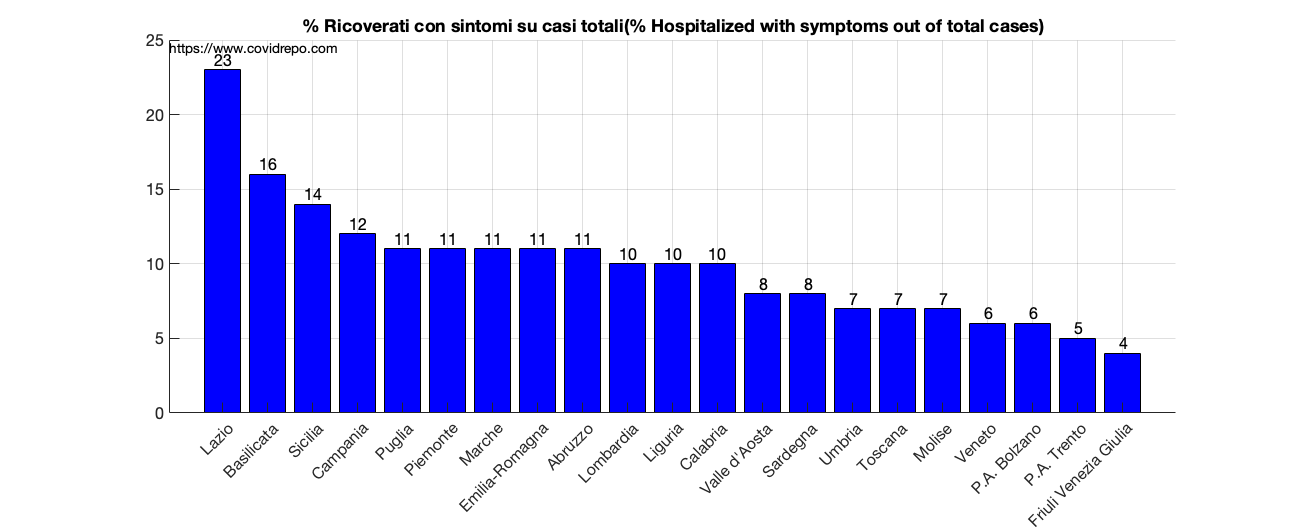 % Ricoverati con sintomi su casi totali(% Hospitalized with symptoms out of total cases)
https://www.covidrepo.com
25
20
15
10
5
0
23
16
14
12
11
11
11
11
11
10
10
10
8
8
7
7
7
6
6
5
4
Lazio
Basilicata
Sicilia
Campania
Puglia
Piemonte
Marche
Emilia-Romagna
Abruzzo
Lombardia
Liguria
Calabria
Valle d'Aosta
Sardegna
Umbria
Toscana
Molise
Veneto
P.A. Bolzano
P.A. Trento
Friuli Venezia Giulia